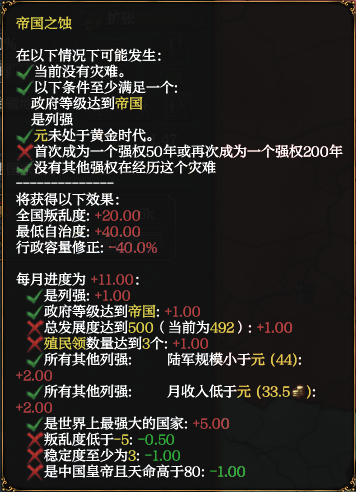 帝国之蚀
在以下情况下可能发生:
当前没有灾难。
以下条件至少满足一个:
政府等级达到帝国
是列强
元未处于黄金时代。
首次成为一个强权50年或再次成为一个强权200年
没有其他强权在经历这个灾难
--------------
将获得以下效果:
全国叛乱度: +20.00
最低自治度: +40.00
行政容量修正: -40.0%
每月进度为 +11.00:
是列强: +1.00
政府等级达到帝国: +1.00
总发展度达到500（当前为492）: +1.00
殖民领数量达到3个: +1.00
所有其他列强: 陆军规模小于元 (44):
+2.00
所有其他列强: 月收入低于元 (33.5):
+2.00
是世界上最强大的国家: +5.00
叛乱度低于-5: -0.50
稳定度至少为3: -1.00
是中国皇帝且天命高于80: -1.00